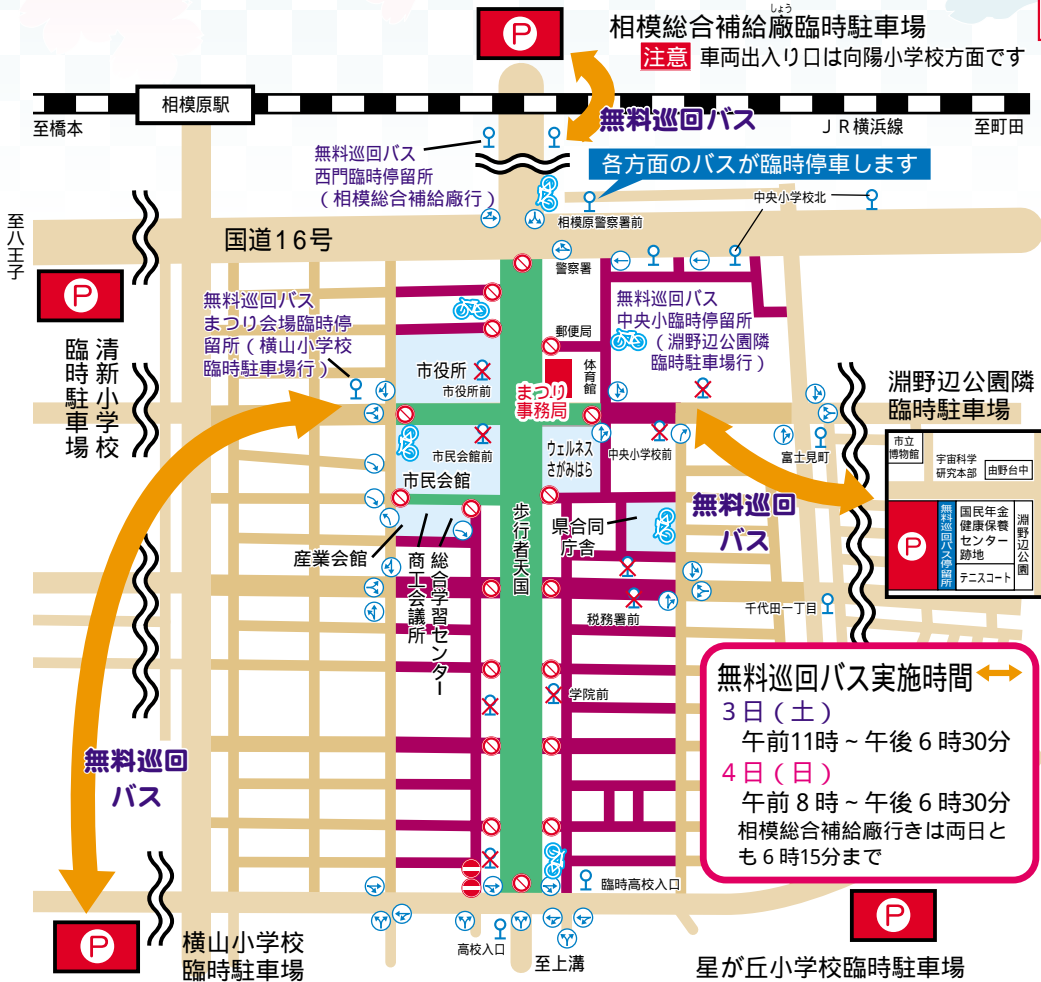 P
しょう
相模総合補給廠臨時駐車場
注意 車両出入り口は向陽小学校方面です
相模原駅
至橋本
無料巡回バス
ＪＲ横浜線
至町田
無料巡回バス
西門臨時停留所
（相模総合補給廠行）
各方面のバスが臨時停車します
中央小学校北
相模原警察署前
至八王子
国道16号
警察署
P
清新小学校
臨時駐車場
無料巡回バス
まつり会場臨時停
留所（横山小学校
臨時駐車場行）
無料巡回バス
中央小臨時停留所
（淵野辺公園隣
臨時駐車場行）
郵便局
体育館
市役所
市役所前
まつり
事務局
淵野辺公園隣
臨時駐車場
市民会館前
市民会館
ウェルネス
さがみはら
中央小学校前
富士見町
市立
博物館
宇宙科学
研究本部
由野台中
P
無料巡回バス停留所
国民年金
健康保養
センター
跡地
テニスコート
淵野辺公園
無料巡回
バス
歩行者天国
県合同
庁舎
産業会館
商工会議所
総合学習センター
税務署前
千代田一丁目
学院前
無料巡回バス実施時間
3日（土）
午前11時～午後6時30分
4日（日）
午前8時～午後6時30分
相模総合補給廠行きは両日と
も6時15分まで
無料巡回
バス
臨時高校入口
P
横山小学校
臨時駐車場
高校入口
至上溝
P
星が丘小学校臨時駐車場